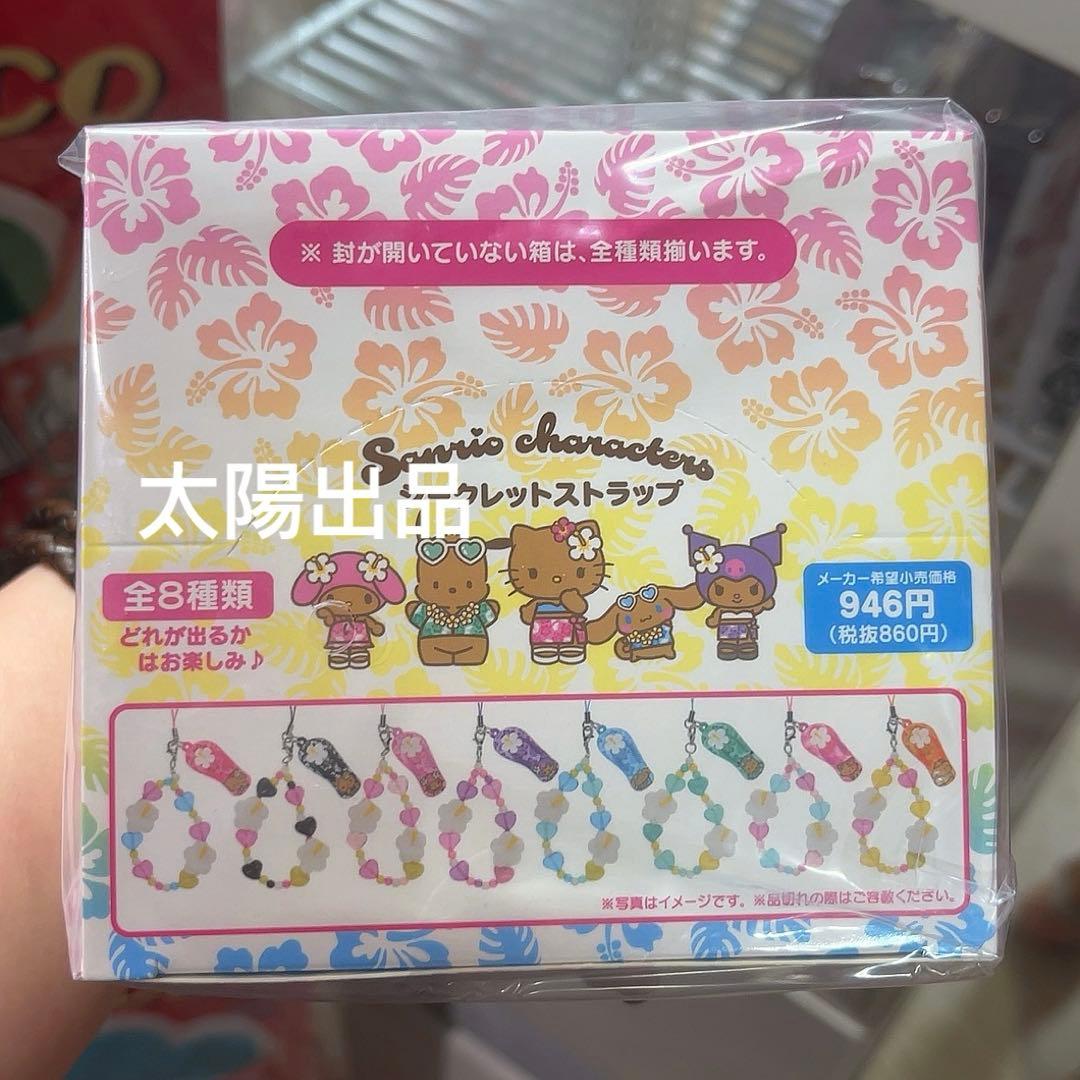 CO
※ 封が開いていない箱は、全種類揃います。
Sanrio characters
クレットストラップ
太陽出品
全8種類
どれが出るか
はお楽しみ♪
メーカー希望小売価格
946円
(税抜860円)
※写真はイメージです。※品切れの際はご容赦ください。